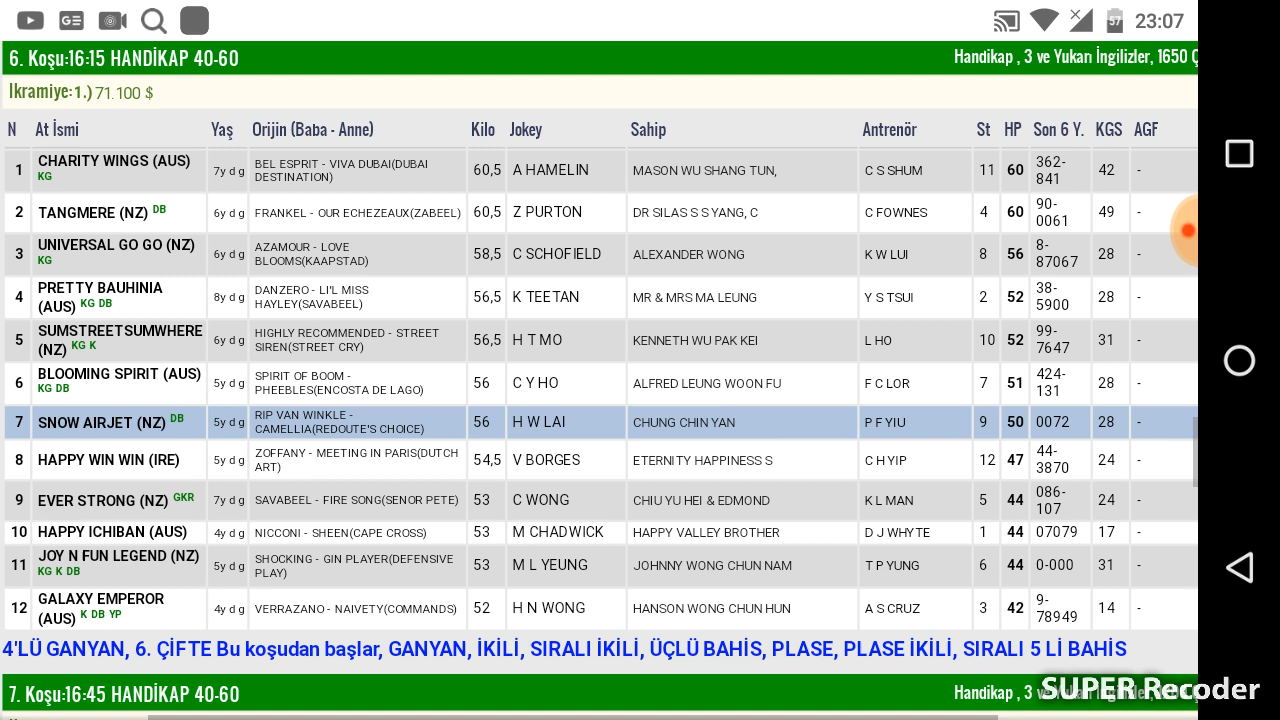 57 23:07
6. Koşu:16:15 HANDİKAP 40-60 Handikap , 3 ve Yukarı İngilizler, 1650 Ç
İkramiye:1.) 71.100 $
N At İsmi Yaş Orijin (Baba - Anne) Kilo Jokey Sahip Antrenör St HP Son 6 Y. KGS AGF
1 CHARITY WINGS (AUS) KG 7y d g BEL ESPRIT - VIVA DUBAI(DUBAI DESTINATION) 60,5 A HAMELIN MASON WU SHANG TUN, C S SHUM 11 60 362-841 42 -
2 TANGMERE (NZ) DB 6y d g FRANKEL - OUR ECHEZEAUX(ZABEEL) 60,5 Z PURTON DR SILAS S S YANG, C C FOWNES 4 60 90-0061 49 -
3 UNIVERSAL GO GO (NZ) KG 6y d g AZAMOUR - LOVE BLOOMS(KAAPSTAD) 58,5 C SCHOFIELD ALEXANDER WONG K W LUI 8 56 8-87067 28 -
4 PRETTY BAUHINIA (AUS) KG DB 8y d g DANZERO - LI'L MISS HAYLEY(SAVABEEL) 56,5 K TEETAN MR & MRS MA LEUNG Y S TSUI 2 52 38-5900 28 -
5 SUMSTREETSUMWHERE (NZ) KG K 6y d g HIGHLY RECOMMENDED - STREET SIREN(STREET CRY) 56,5 H T MO KENNETH WU PAK KEI L HO 10 52 99-7647 31 -
6 BLOOMING SPIRIT (AUS) KG DB 5y d g SPIRIT OF BOOM - PHEEBLES(ENCOSTA DE LAGO) 56 C Y HO ALFRED LEUNG WOON FU F C LOR 7 51 424-131 28 -
7 SNOW AIRJET (NZ) DB 5y d g RIP VAN WINKLE - CAMELLIA(REDOUTE'S CHOICE) 56 H W LAI CHUNG CHIN YAN P F YIU 9 50 0072 28 -
8 HAPPY WIN WIN (IRE) 5y d g ZOFFANY - MEETING IN PARIS(DUTCH ART) 54,5 V BORGES ETERNITY HAPPINESS S C H YIP 12 47 44-3870 24 -
9 EVER STRONG (NZ) GKR 7y d g SAVABEEL - FIRE SONG(SENOR PETE) 53 C WONG CHIU YU HEI & EDMOND K L MAN 5 44 086-107 24 -
10 HAPPY ICHIBAN (AUS) 4y d g NICCONI - SHEEN(CAPE CROSS) 53 M CHADWICK HAPPY VALLEY BROTHER D J WHYTE 1 44 07079 17 -
11 JOY N FUN LEGEND (NZ) KG K DB 5y d g SHOCKING - GIN PLAYER(DEFENSIVE PLAY) 53 M L YEUNG JOHNNY WONG CHUN NAM T P YUNG 6 44 0-000 31 -
12 GALAXY EMPEROR (AUS) K DB YP 4y d g VERRAZANO - NAIVETY(COMMANDS) 52 H N WONG HANSON WONG CHUN HUN A S CRUZ 3 42 9-78949 14 -
4'LÜ GANYAN, 6. ÇİFTE Bu koşudan başlar, GANYAN, İKİLİ, SIRALI İKİLİ, ÜÇLÜ BAHİS, PLASE, PLASE İKİLİ, SIRALI 5 Lİ BAHİS
7. Koşu:16:45 HANDİKAP 40-60 Handikap , 3 ve Yukarı İngilizler,
SUPER Recorder